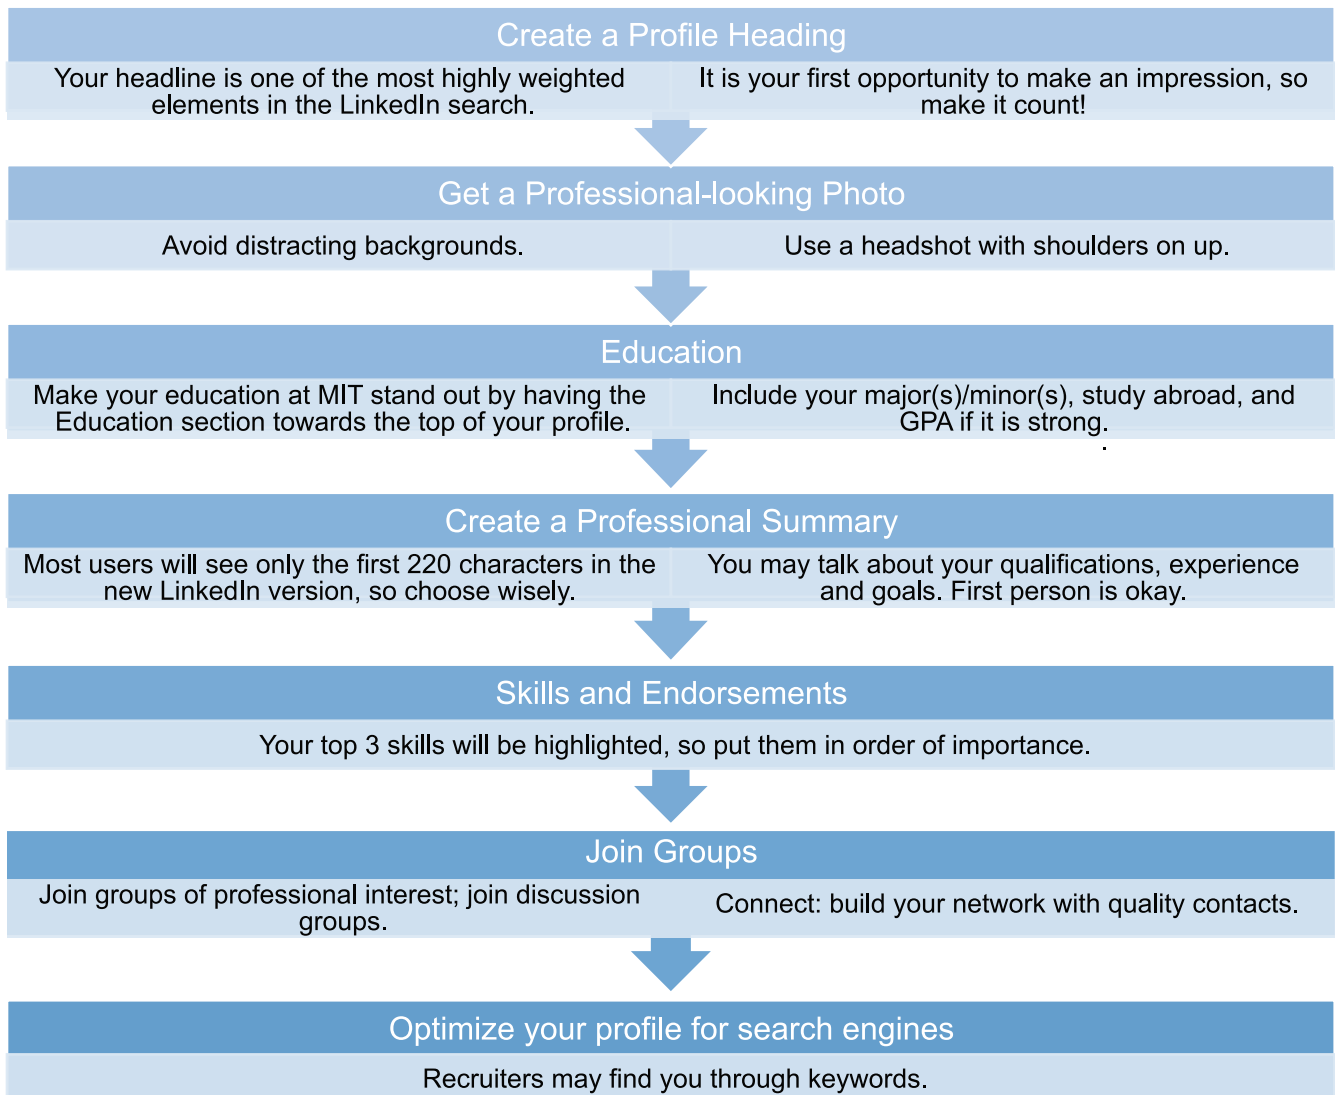 Create a Profile Heading
Your headline is one of the most highly weighted
elements in the LinkedIn search.
It is your first opportunity to make an impression, so
make it count!
Get a Professional-looking Photo
Avoid distracting backgrounds.
Use a headshot with shoulders on up.
Education
Make your education at MIT stand out by having the
Education section towards the top of your profile.
Include your major(s)/minor(s), study abroad, and
GPA if it is strong.
.
Create a Professional Summary
Most users will see only the first 220 characters in the
new LinkedIn version, so choose wisely.
You may talk about your qualifications, experience
and goals. First person is okay.
Skills and Endorsements
Your top 3 skills will be highlighted, so put them in order of importance.
Join Groups
Join groups of professional interest; join discussion
groups.
Connect: build your network with quality contacts.
Optimize your profile for search engines
Recruiters may find you through keywords.